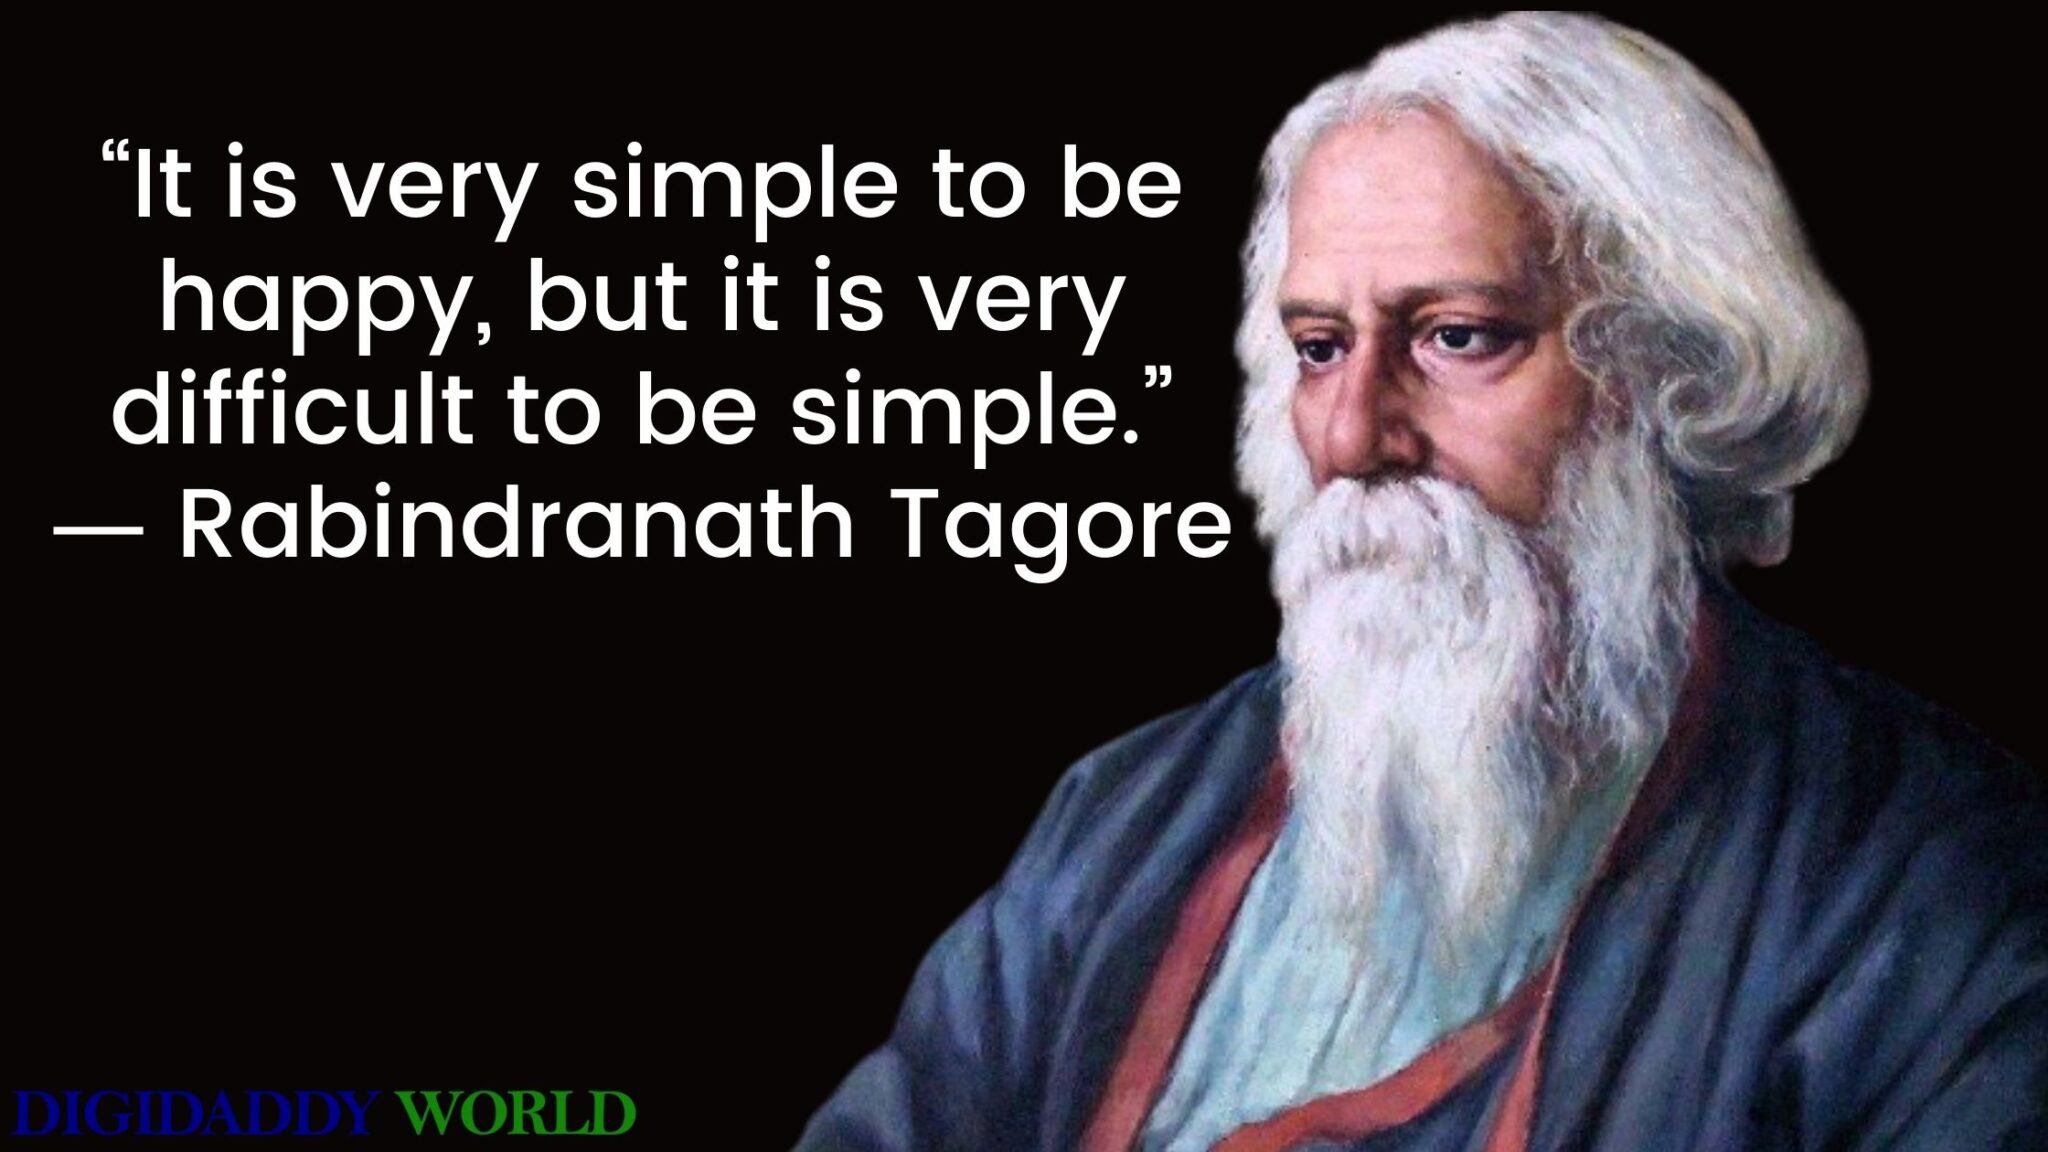 “It is very simple to be
happy, but it is very
difficult to be simple.”
— Rabindranath Tagore
DIGIDADDY WORLD